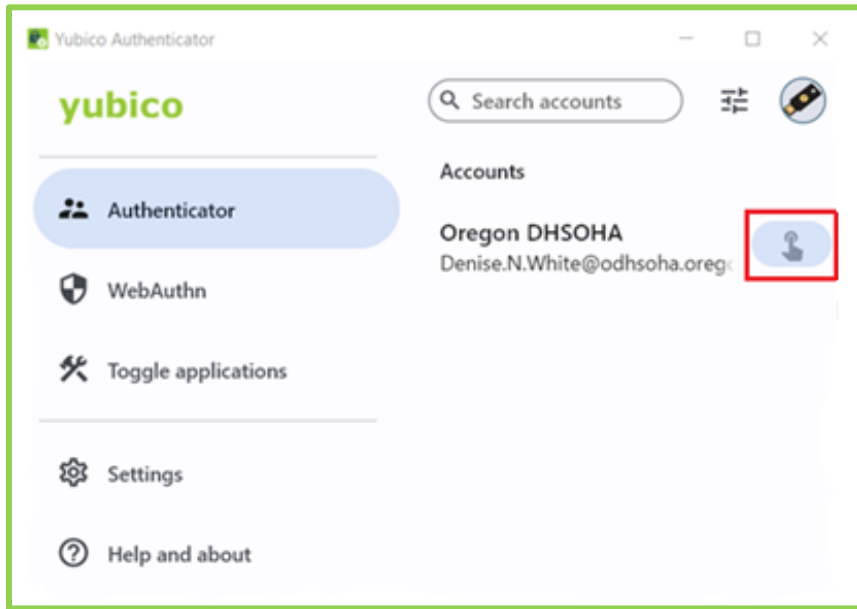 Yubico Authenticator
yubico
Search accounts
Authenticator
WebAuthn
Toggle applications
Settings
Help and about
Accounts
Oregon DHSOHA
Denise.N.White@odhsoha.oreg